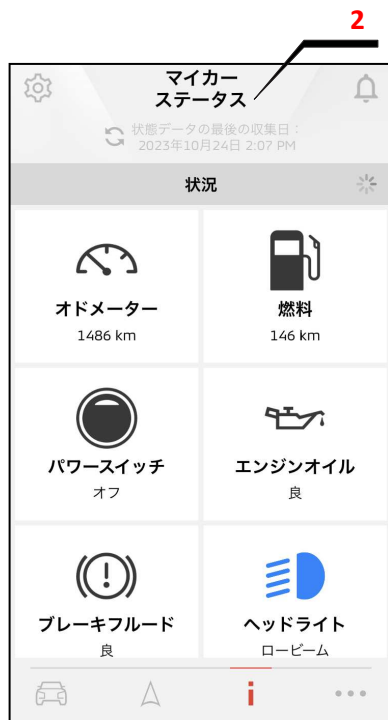 2
マイカー
ステータス
状態データの最後の収集日：
2023年10月24日 2:07 PM
状況
オドメーター
1486 km
燃料
146 km
パワースイッチ
オフ
エンジンオイル
良
ブレーキフルード
良
ヘッドライト
ロービーム